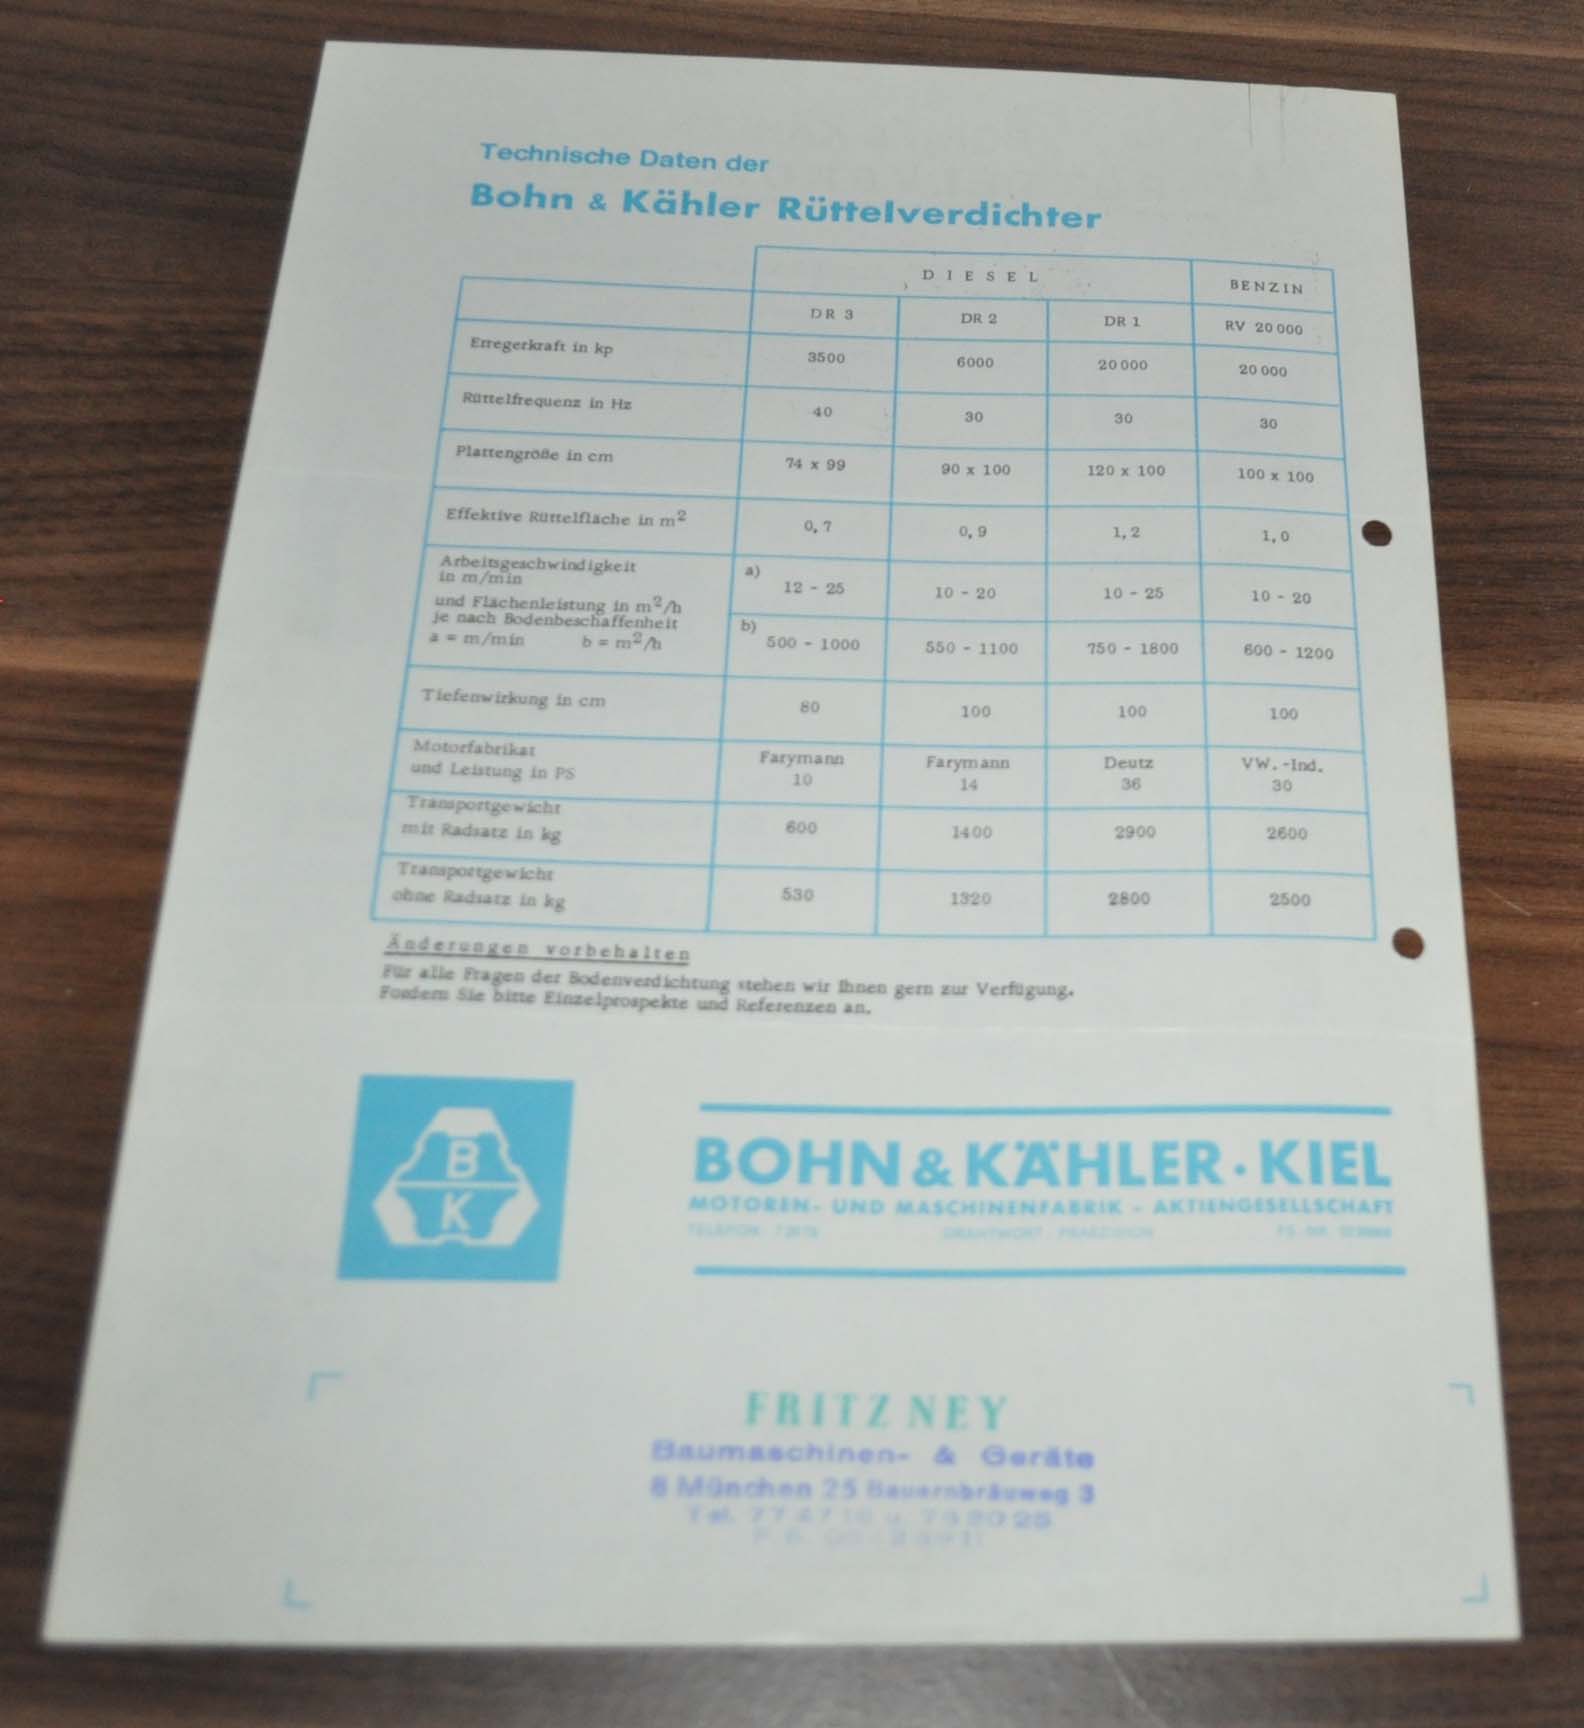 Technische Daten der
Bohn & Kähler Rüttelverdichter
DIESEL BENZIN
DR 3 DR 2 DR 1 RV 20 000
Erregerkraft in kp 3500 6000 20 000 20 000
Rüttelfrequenz in Hz 40 30 30 30
Plattengröße in cm 74 x 99 90 x 100 120 x 100 100 x 100
Effektive Rüttelfläche in m² 0,7 0,9 1,2 1,0
Arbeitsgeschwindigkeit
in m/min
und Flächenleistung in m²/h
je nach Bodenbeschaffenheit
a = m/min b = m²/h
a) 12 - 25 10 - 20 10 - 25 10 - 20
b) 500 - 1000 550 - 1100 750 - 1800 600 - 1200
Tiefenwirkung in cm 80 100 100 100
Motorfabrikat Farymann Farymann Deutz VW.-Ind.
und Leistung in PS 10 14 36 30
Transportgewicht
mit Radsatz in kg 600 1400 2900 2600
Transportgewicht
ohne Radsatz in kg 530 1320 2800 2500
Änderungen vorbehalten
Für alle Fragen der Bodenverdichtung stehen wir Ihnen gern zur Verfügung.
Fordern Sie bitte Einzelprospekte und Referenzen an.
B
K
BOHN & KÄHLER · KIEL
MOTOREN- UND MASCHINENFABRIK - AKTIENGESELLSCHAFT
TELEFON DRAHTWORT: PRAECISION
FRITZ NEY
Baumaschinen- & Geräte
8 München 25 Bauernbräuweg 3
Tel.